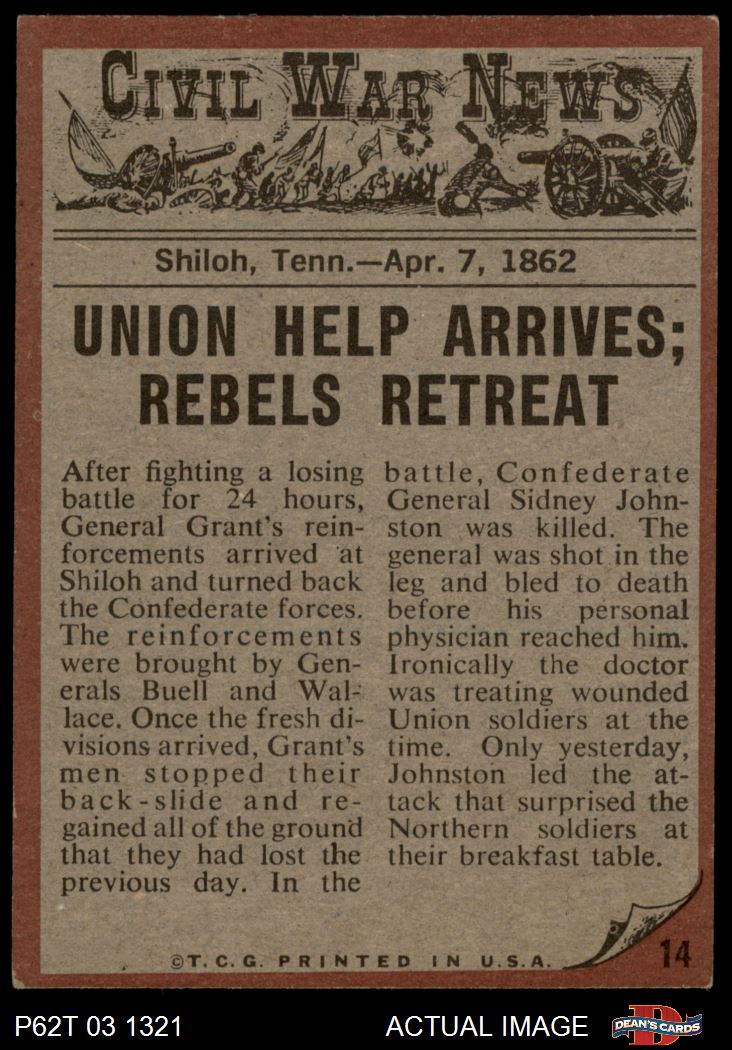 CIVIL WAR NEWS
Shiloh, Tenn.—Apr. 7, 1862
UNION HELP ARRIVES;
REBELS RETREAT
After fighting a losing
battle for 24 hours,
General Grant's rein-
forcements arrived at
Shiloh and turned back
the Confederate forces.
The reinforcements
were brought by Gen-
erals Buell and Wal-
lace. Once the fresh di-
visions arrived, Grant's
men stopped their
back-slide and re-
gained all of the ground
that they had lost the
previous day. In the
battle, Confederate
General Sidney John-
ston was killed. The
general was shot in the
leg and bled to death
before his personal
physician reached him.
Ironically the doctor
was treating wounded
Union soldiers at the
time. Only yesterday,
Johnston led the at-
tack that surprised the
Northern soldiers at
their breakfast table.
©T.C.G. PRINTED IN U.S.A.
14
P62T 03 1321
ACTUAL IMAGE
D
DEAN'S CARDS